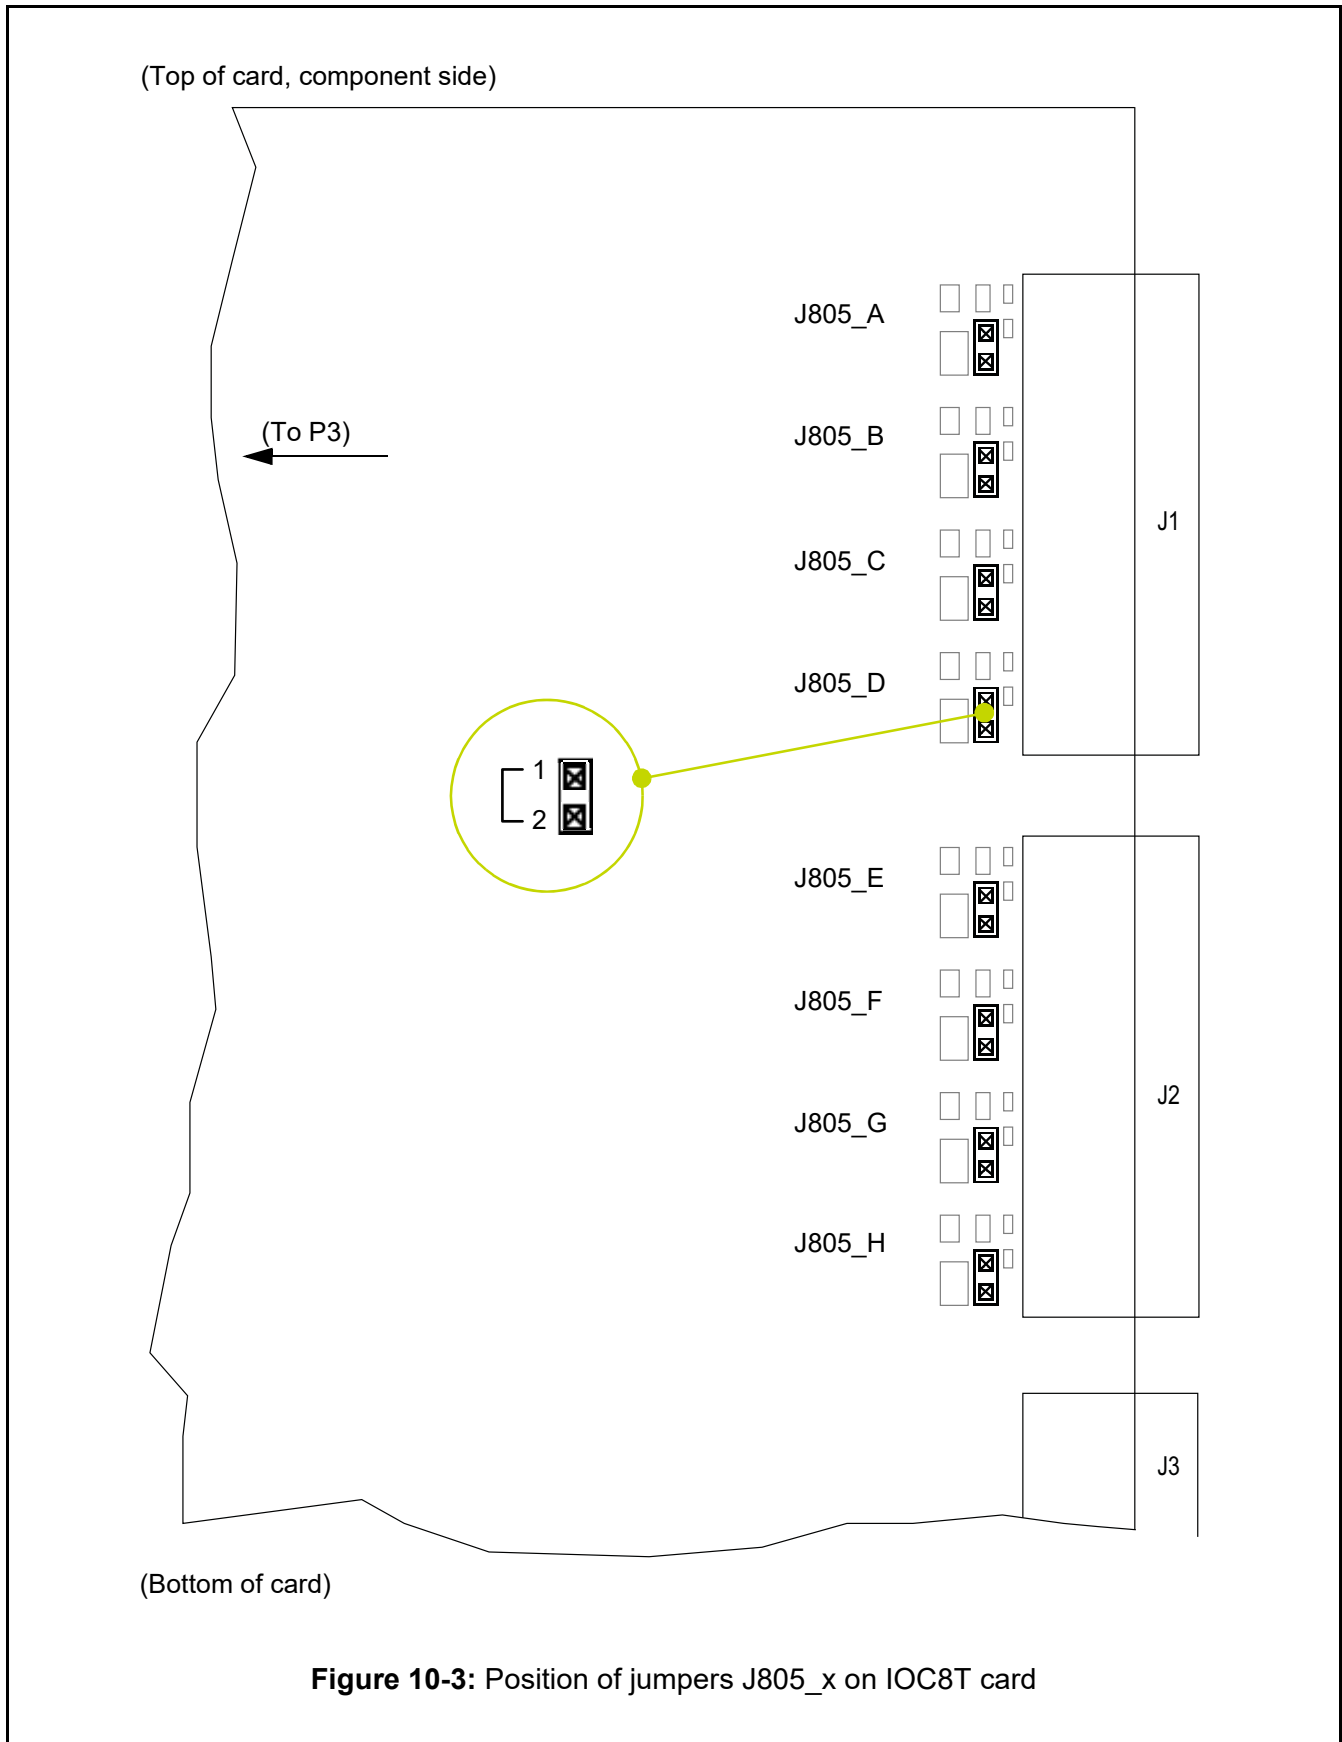 (Top of card, component side)
J805_A
(To P3)
J805_B
J1
J805_C
J805_D
1
2
J805_E
J805_F
J2
J805_G
J805_H
J3
(Bottom of card)
Figure 10-3: Position of jumpers J805_x on IOC8T card